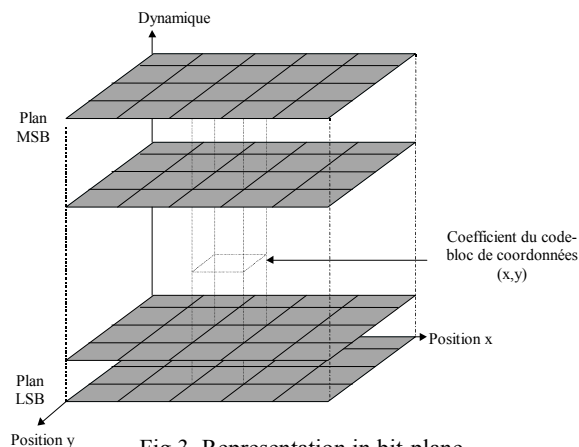 Dynamique
Plan
MSB
Coefficient du code-
bloc de coordonnées
(x,y)
Position x
Plan
LSB
Position y
Fig 3. Representation in bit-plane